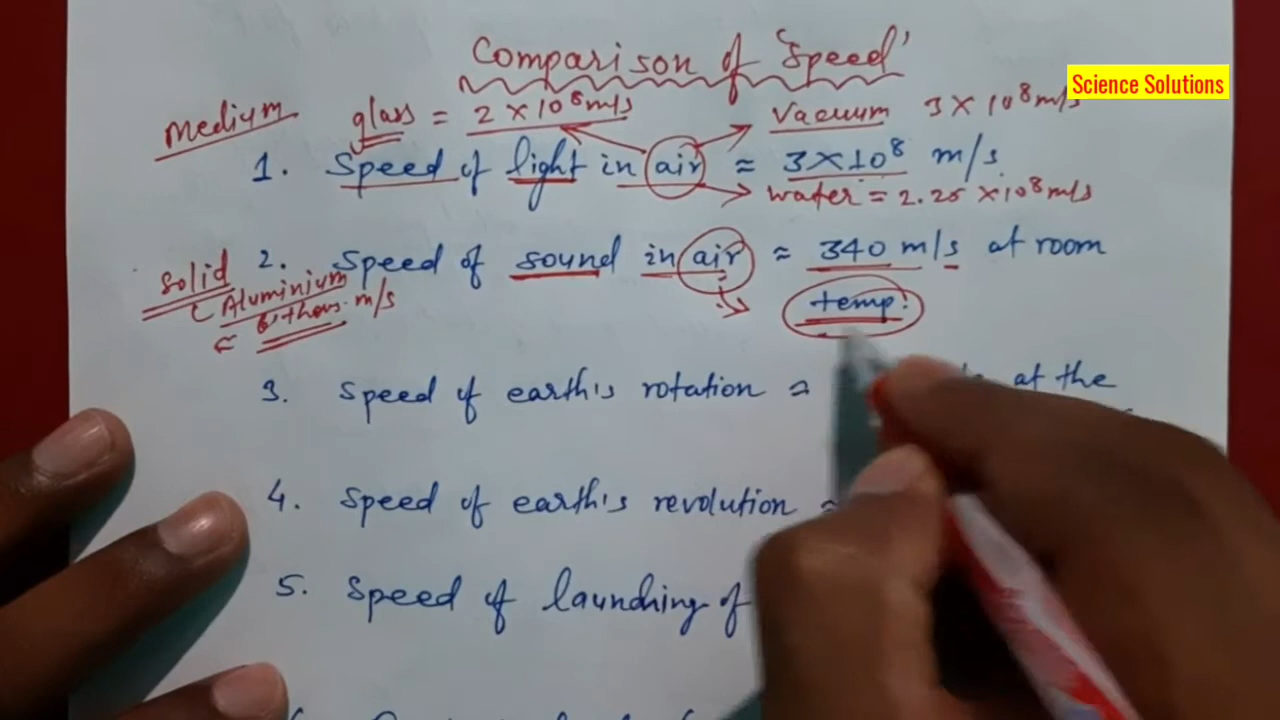 Comparison of 'Speed'
Science Solutions
Medium glass = 2 × 10⁸ m/s Vacuum 3 × 10⁸ m/s
1. Speed of light in air ≈ 3×10⁸ m/s.
water = 2.25 × 10⁸ m/s
2. Speed of sound in air ≈ 340 m/s at room
temp.
Solid
Aluminium
m/s
3. Speed of earth's rotation ≈ at the
4. Speed of earth's revolution ≈
5. Speed of launching of